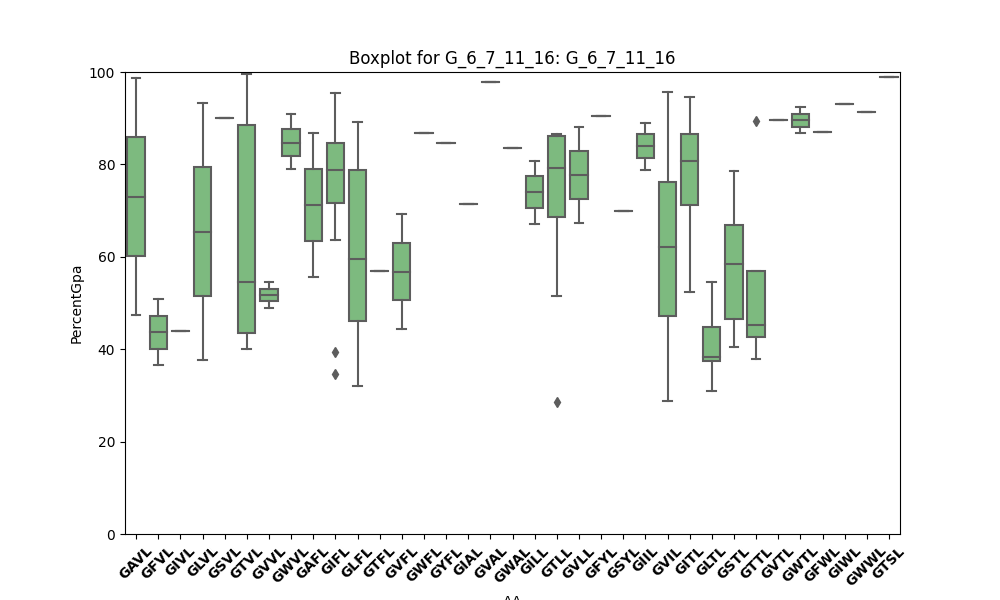 Boxplot for G_6_7_11_16: G_6_7_11_16
PercentGpa
100
80
60
40
20
0
GAVL GFVL GIVL GLVL GSVL GTVL GVVL GWVL GAFL GIFL GLFL GTFL GVFL GWFL GYFL GIAL GVAL GWAL GILL GTLL GVLL GFYL GSYL GIIL GVIL GITL GLTL GSTL GTTL GVTL GWTL GFWL GIWL GWWL GTSL